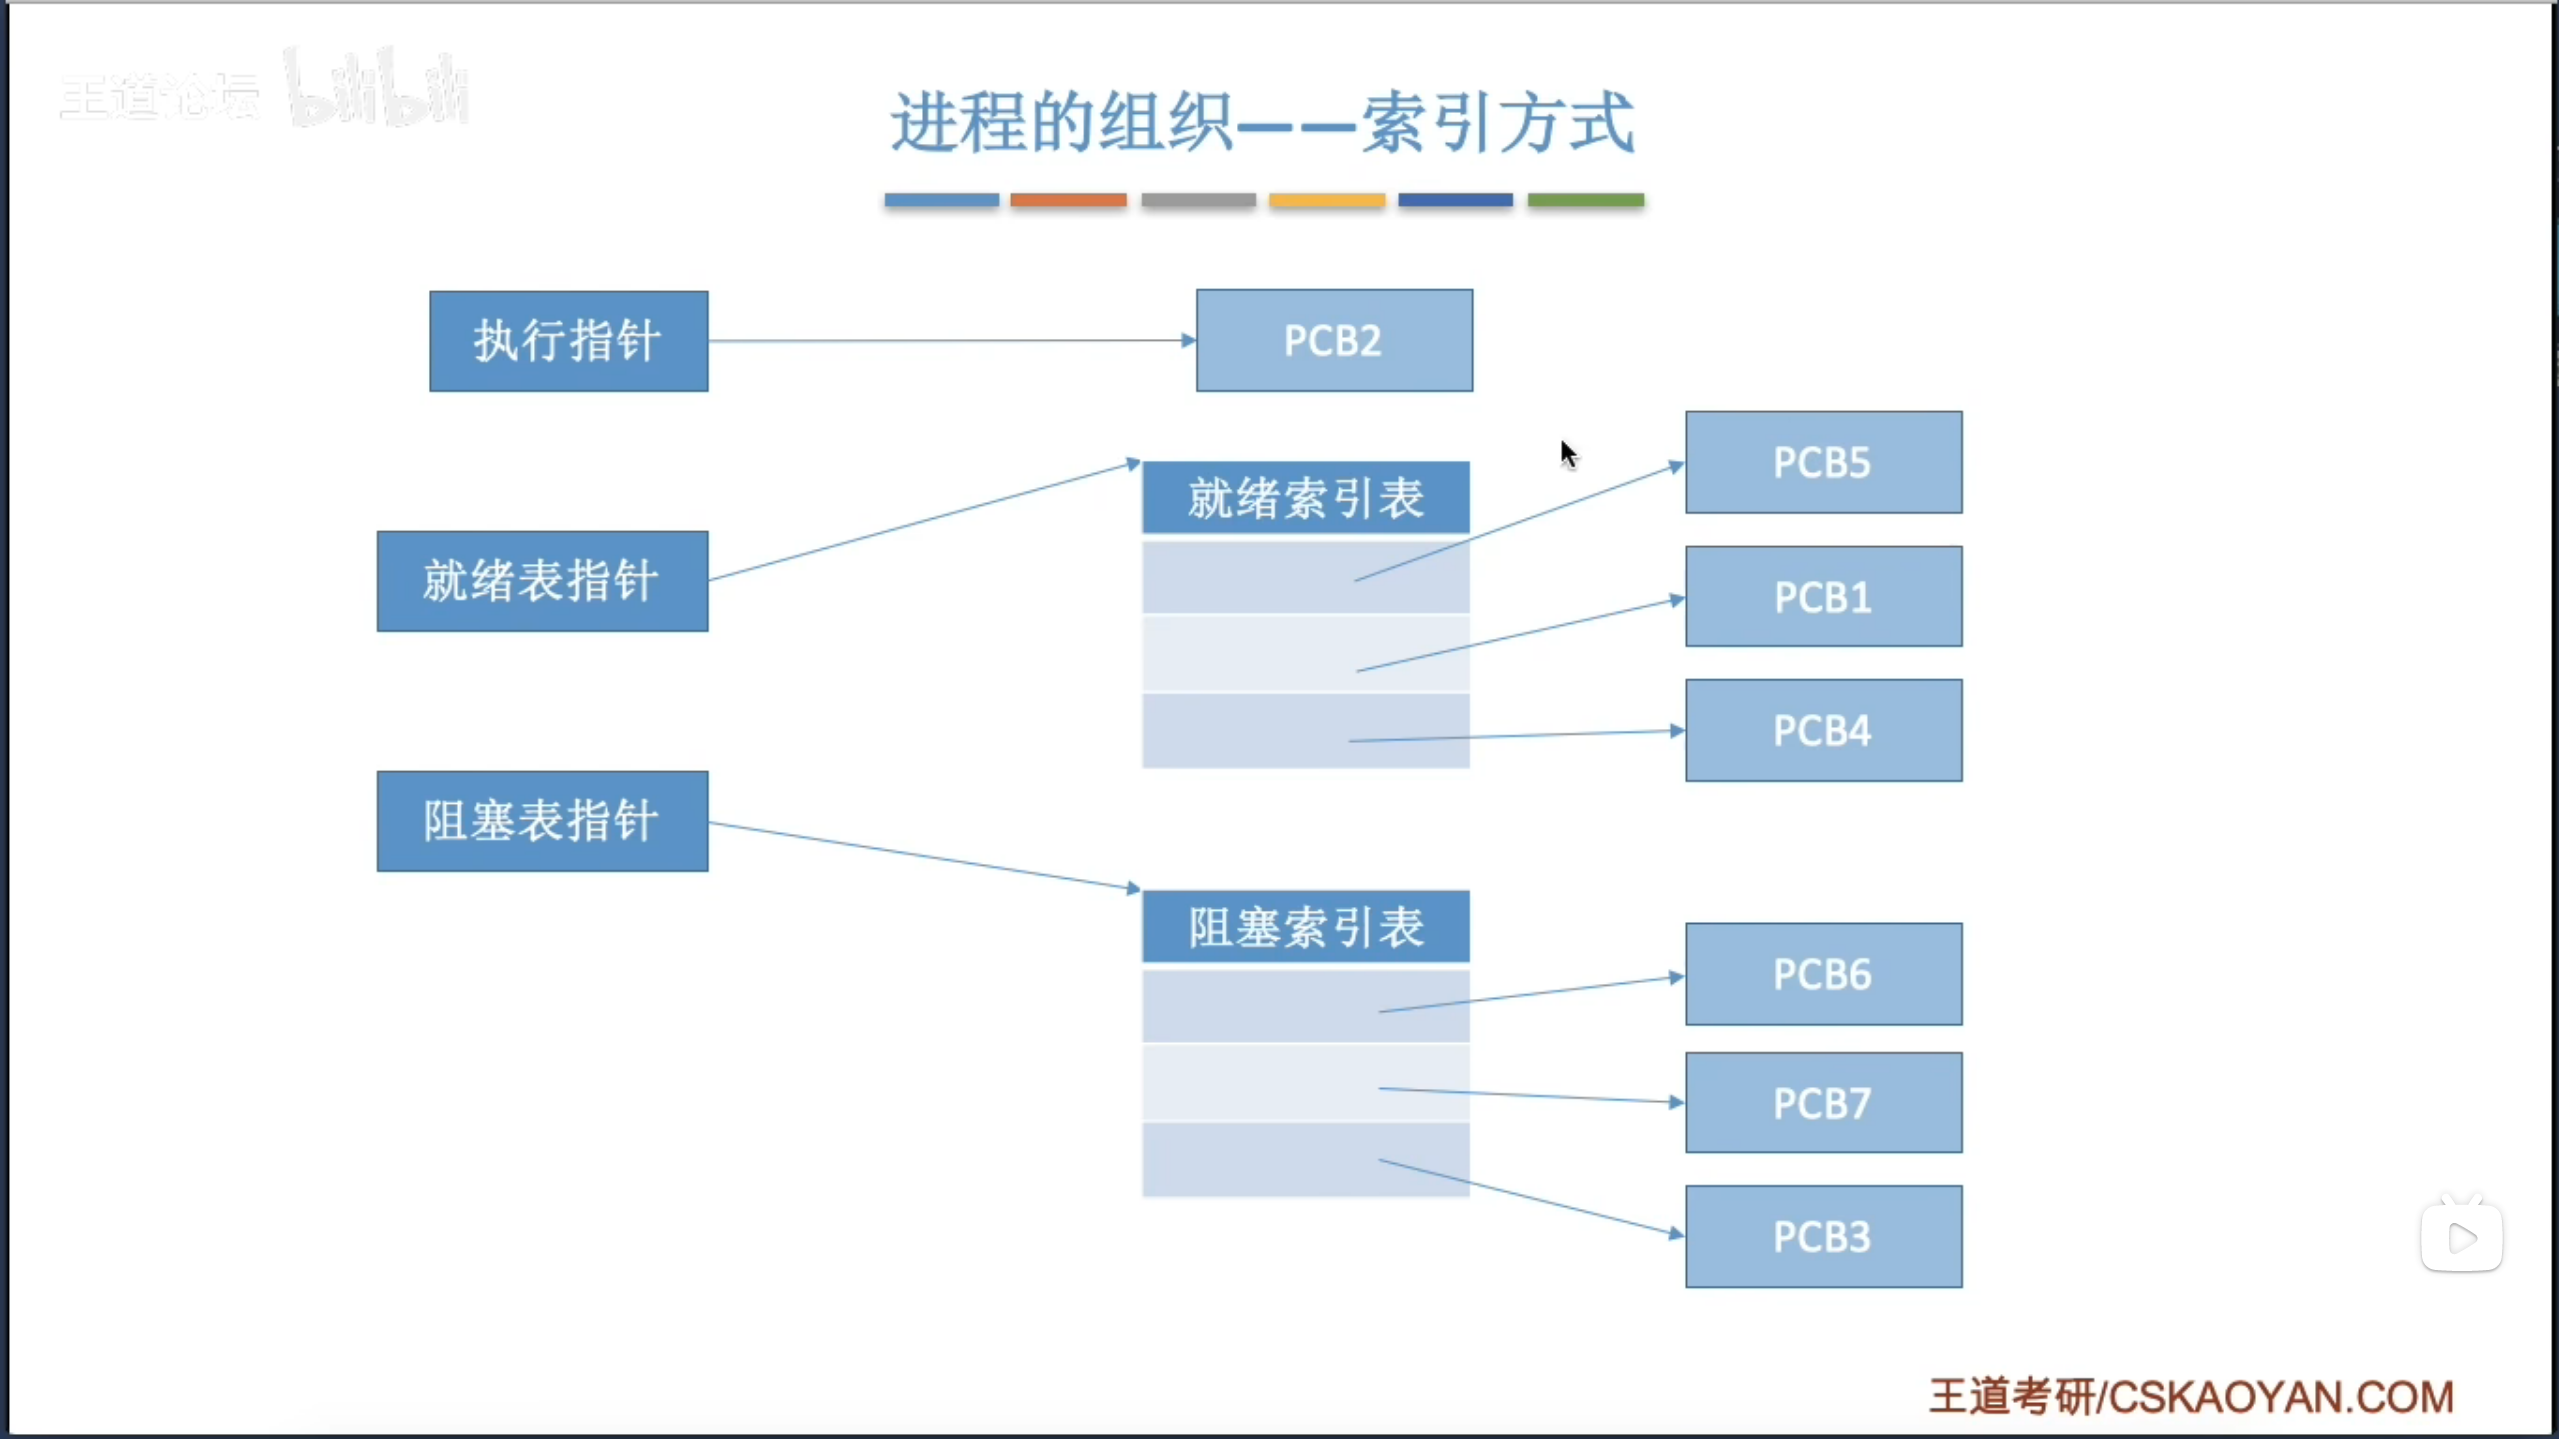 王道论坛 bilibili
进程的组织——索引方式
执行指针
PCB2
就绪表指针
就绪索引表
PCB5
PCB1
PCB4
阻塞表指针
阻塞索引表
PCB6
PCB7
PCB3
王道考研/CSKAOYAN.COM